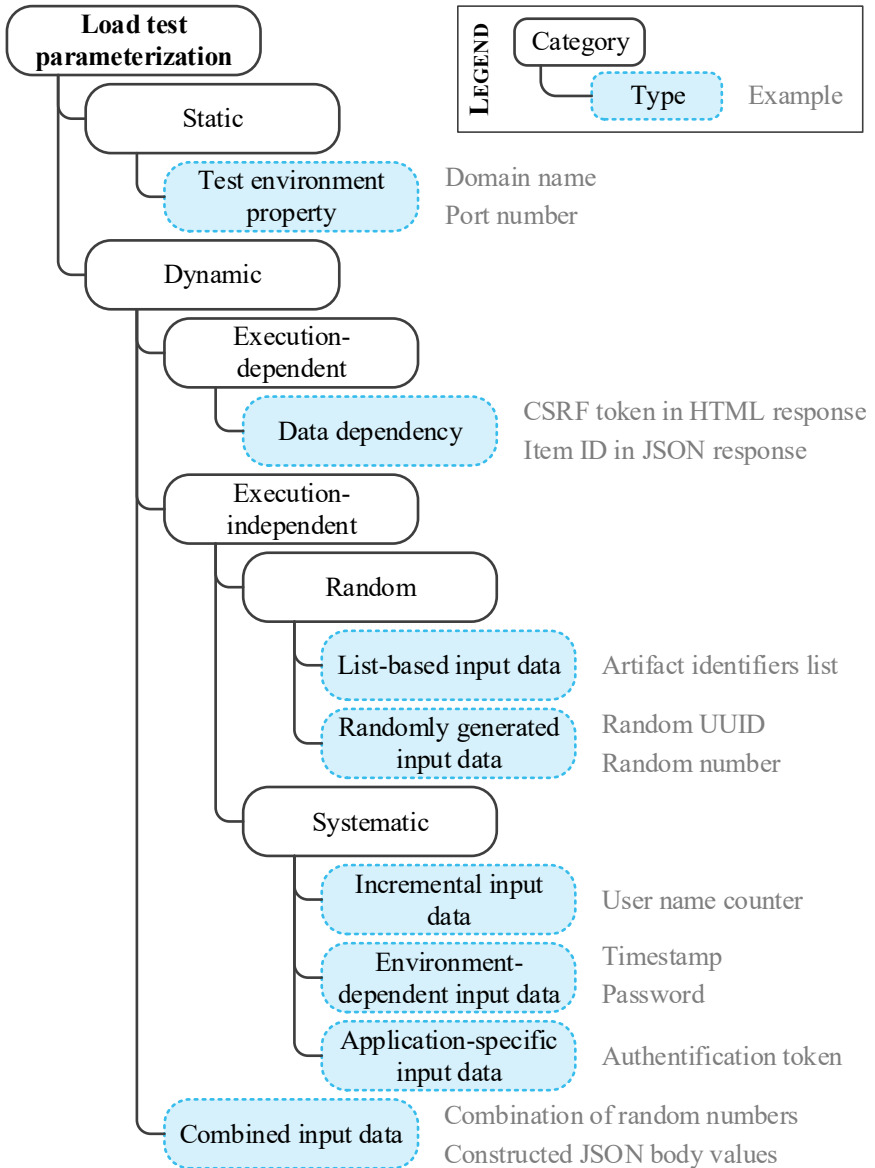 Load test
parameterization
LEGEND
Category
Type
Example
Static
Test environment
property
Domain name
Port number
Dynamic
Execution-
dependent
Data dependency
CSRF token in HTML response
Item ID in JSON response
Execution-
independent
Random
List-based input data
Artifact identifiers list
Randomly generated
input data
Random UUID
Random number
Systematic
Incremental input
data
User name counter
Environment-
dependent input data
Timestamp
Password
Application-specific
input data
Authentification token
Combined input data
Combination of random numbers
Constructed JSON body values